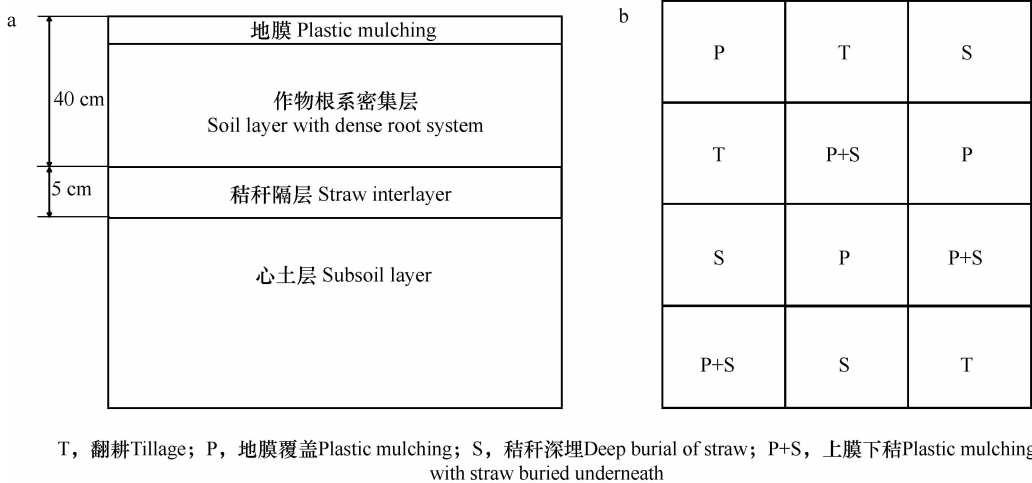 a
地膜 Plastic mulching
40 cm
作物根系密集层
Soil layer with dense root system
5 cm
秸秆隔层 Straw interlayer
心土层 Subsoil layer
b
P T S
T P+S P
S P P+S
P+S S T
T，翻耕Tillage；P，地膜覆盖Plastic mulching；S，秸秆深埋Deep burial of straw；P+S，上膜下秸Plastic mulching
with straw buried underneath